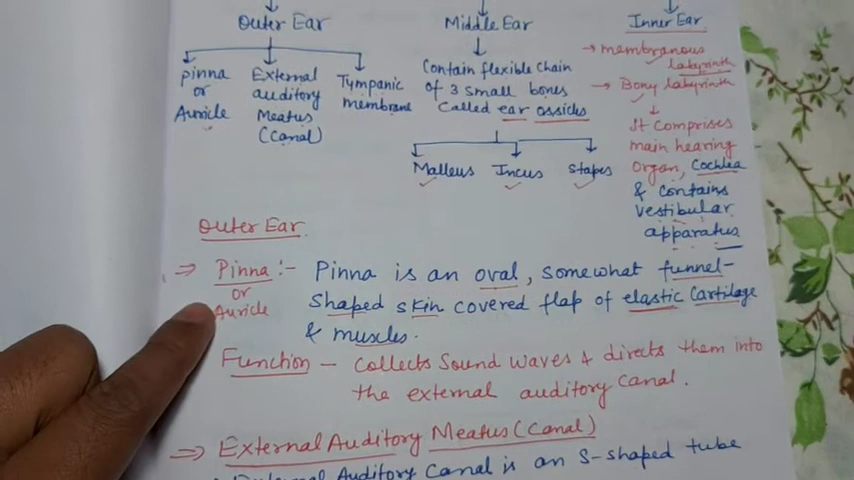 Outer Ear
Pinna
or
Auricle
External
auditory
Meatus
(Canal)
Tympanic
membrane
Middle Ear
Contain flexible Chain
of 3 small bones
Called ear ossicles
Malleus
Incus
Stapes
Inner Ear
→ membranous
labyrinth
→ Bony labyrinth
It Comprises
main hearing
Organ, Cochlea
& contains
vestibular
apparatus
Outer Ear
⇒ Pinna :- Pinna is an oval, somewhat funnel-
or
Auricle
shaped skin covered flap of elastic Cartilage
& muscles.
Function - Collects Sound waves & directs them into
the external auditory Canal.
⇒ External Auditory Meatus (Canal)
External Auditory Canal is an S-shaped tube